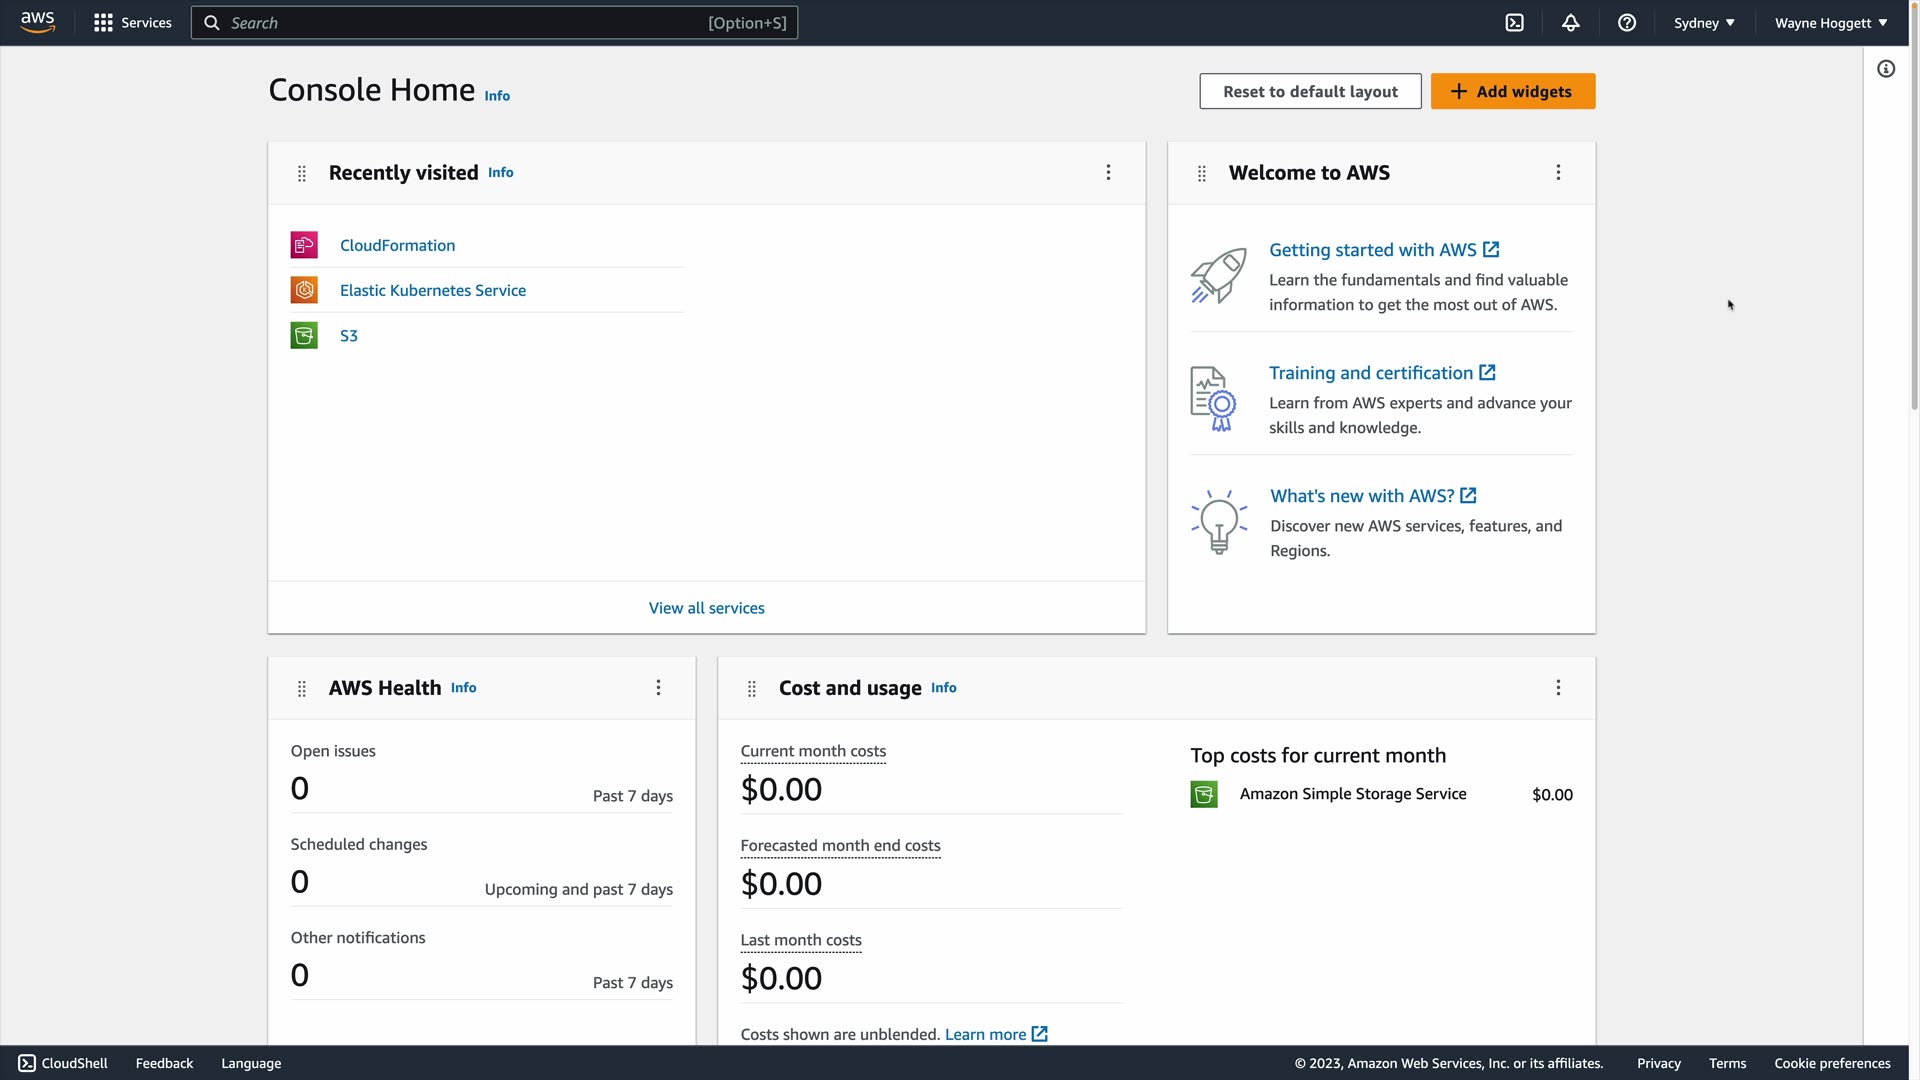 aws
Services
Search
[Option+S]
Sydney
Wayne Hoggett
Console Home Info
Reset to default layout
Add widgets
Recently visited Info
CloudFormation
Elastic Kubernetes Service
S3
View all services
Welcome to AWS
Getting started with AWS
Learn the fundamentals and find valuable
information to get the most out of AWS.
Training and certification
Learn from AWS experts and advance your
skills and knowledge.
What's new with AWS?
Discover new AWS services, features, and
Regions.
AWS Health Info
Open issues
0
Past 7 days
Scheduled changes
0
Upcoming and past 7 days
Other notifications
0
Past 7 days
Cost and usage Info
Current month costs
$0.00
Forecasted month end costs
$0.00
Last month costs
$0.00
Costs shown are unblended. Learn more
Top costs for current month
Amazon Simple Storage Service
$0.00
CloudShell
Feedback
Language
© 2023, Amazon Web Services, Inc. or its affiliates.
Privacy
Terms
Cookie preferences